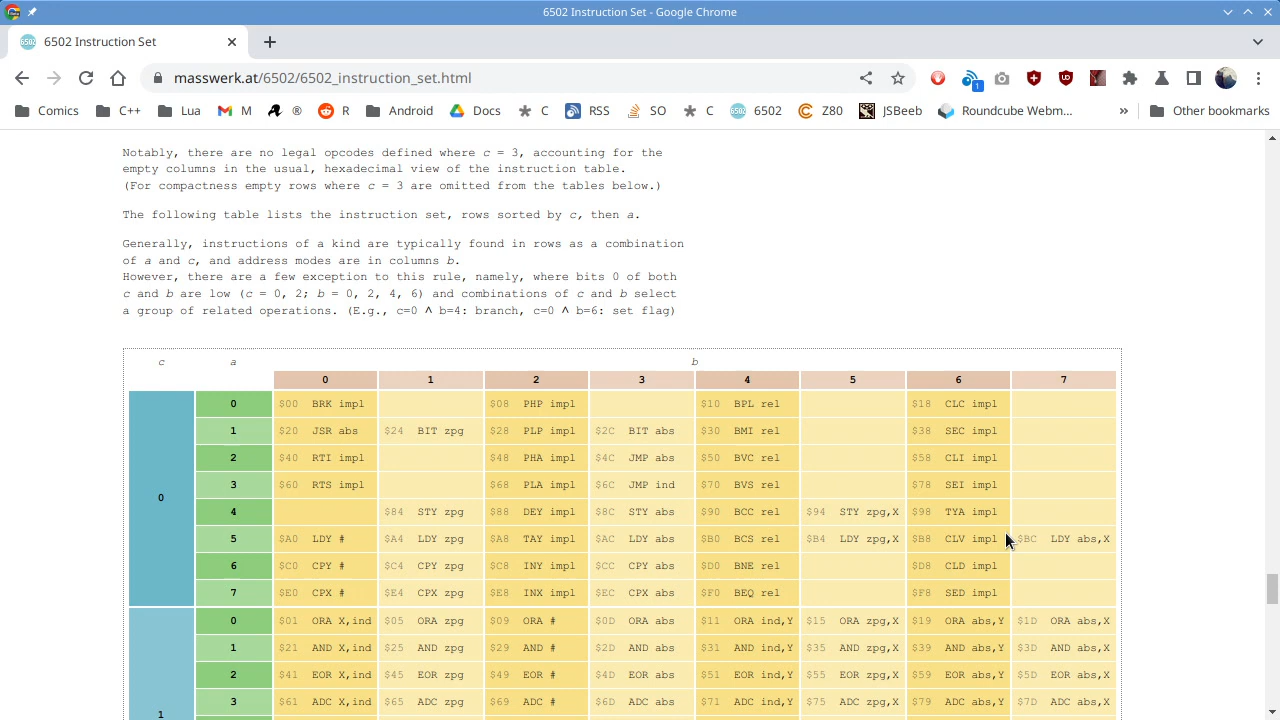 6502 Instruction Set - Google Chrome
6502 6502 Instruction Set
masswerk.at/6502/6502_instruction_set.html
1
Comics C++ Lua M ® R Android Docs C RSS SO C 6502 Z80 JSBeeb Roundcube Webm... » Other bookmarks
Notably, there are no legal opcodes defined where c = 3, accounting for the
empty columns in the usual, hexadecimal view of the instruction table.
(For compactness empty rows where c = 3 are omitted from the tables below.)
The following table lists the instruction set, rows sorted by c, then a.
Generally, instructions of a kind are typically found in rows as a combination
of a and c, and address modes are in columns b.
However, there are a few exception to this rule, namely, where bits 0 of both
c and b are low (c = 0, 2; b = 0, 2, 4, 6) and combinations of c and b select
a group of related operations. (E.g., c=0 ∧ b=4: branch, c=0 ∧ b=6: set flag)
c a b
0 1 2 3 4 5 6 7
0 $00 BRK impl $08 PHP impl $10 BPL rel $18 CLC impl
1 $20 JSR abs $24 BIT zpg $28 PLP impl $2C BIT abs $30 BMI rel $38 SEC impl
2 $40 RTI impl $48 PHA impl $4C JMP abs $50 BVC rel $58 CLI impl
3 $60 RTS impl $68 PLA impl $6C JMP ind $70 BVS rel $78 SEI impl
0
4 $84 STY zpg $88 DEY impl $8C STY abs $90 BCC rel $94 STY zpg,X $98 TYA impl
5 $A0 LDY # $A4 LDY zpg $A8 TAY impl $AC LDY abs $B0 BCS rel $B4 LDY zpg,X $B8 CLV impl $BC LDY abs,X
6 $C0 CPY # $C4 CPY zpg $C8 INY impl $CC CPY abs $D0 BNE rel $D8 CLD impl
7 $E0 CPX # $E4 CPX zpg $E8 INX impl $EC CPX abs $F0 BEQ rel $F8 SED impl
0 $01 ORA X,ind $05 ORA zpg $09 ORA # $0D ORA abs $11 ORA ind,Y $15 ORA zpg,X $19 ORA abs,Y $1D ORA abs,X
1 $21 AND X,ind $25 AND zpg $29 AND # $2D AND abs $31 AND ind,Y $35 AND zpg,X $39 AND abs,Y $3D AND abs,X
2 $41 EOR X,ind $45 EOR zpg $49 EOR # $4D EOR abs $51 EOR ind,Y $55 EOR zpg,X $59 EOR abs,Y $5D EOR abs,X
3 $61 ADC X,ind $65 ADC zpg $69 ADC # $6D ADC abs $71 ADC ind,Y $75 ADC zpg,X $79 ADC abs,Y $7D ADC abs,X
1